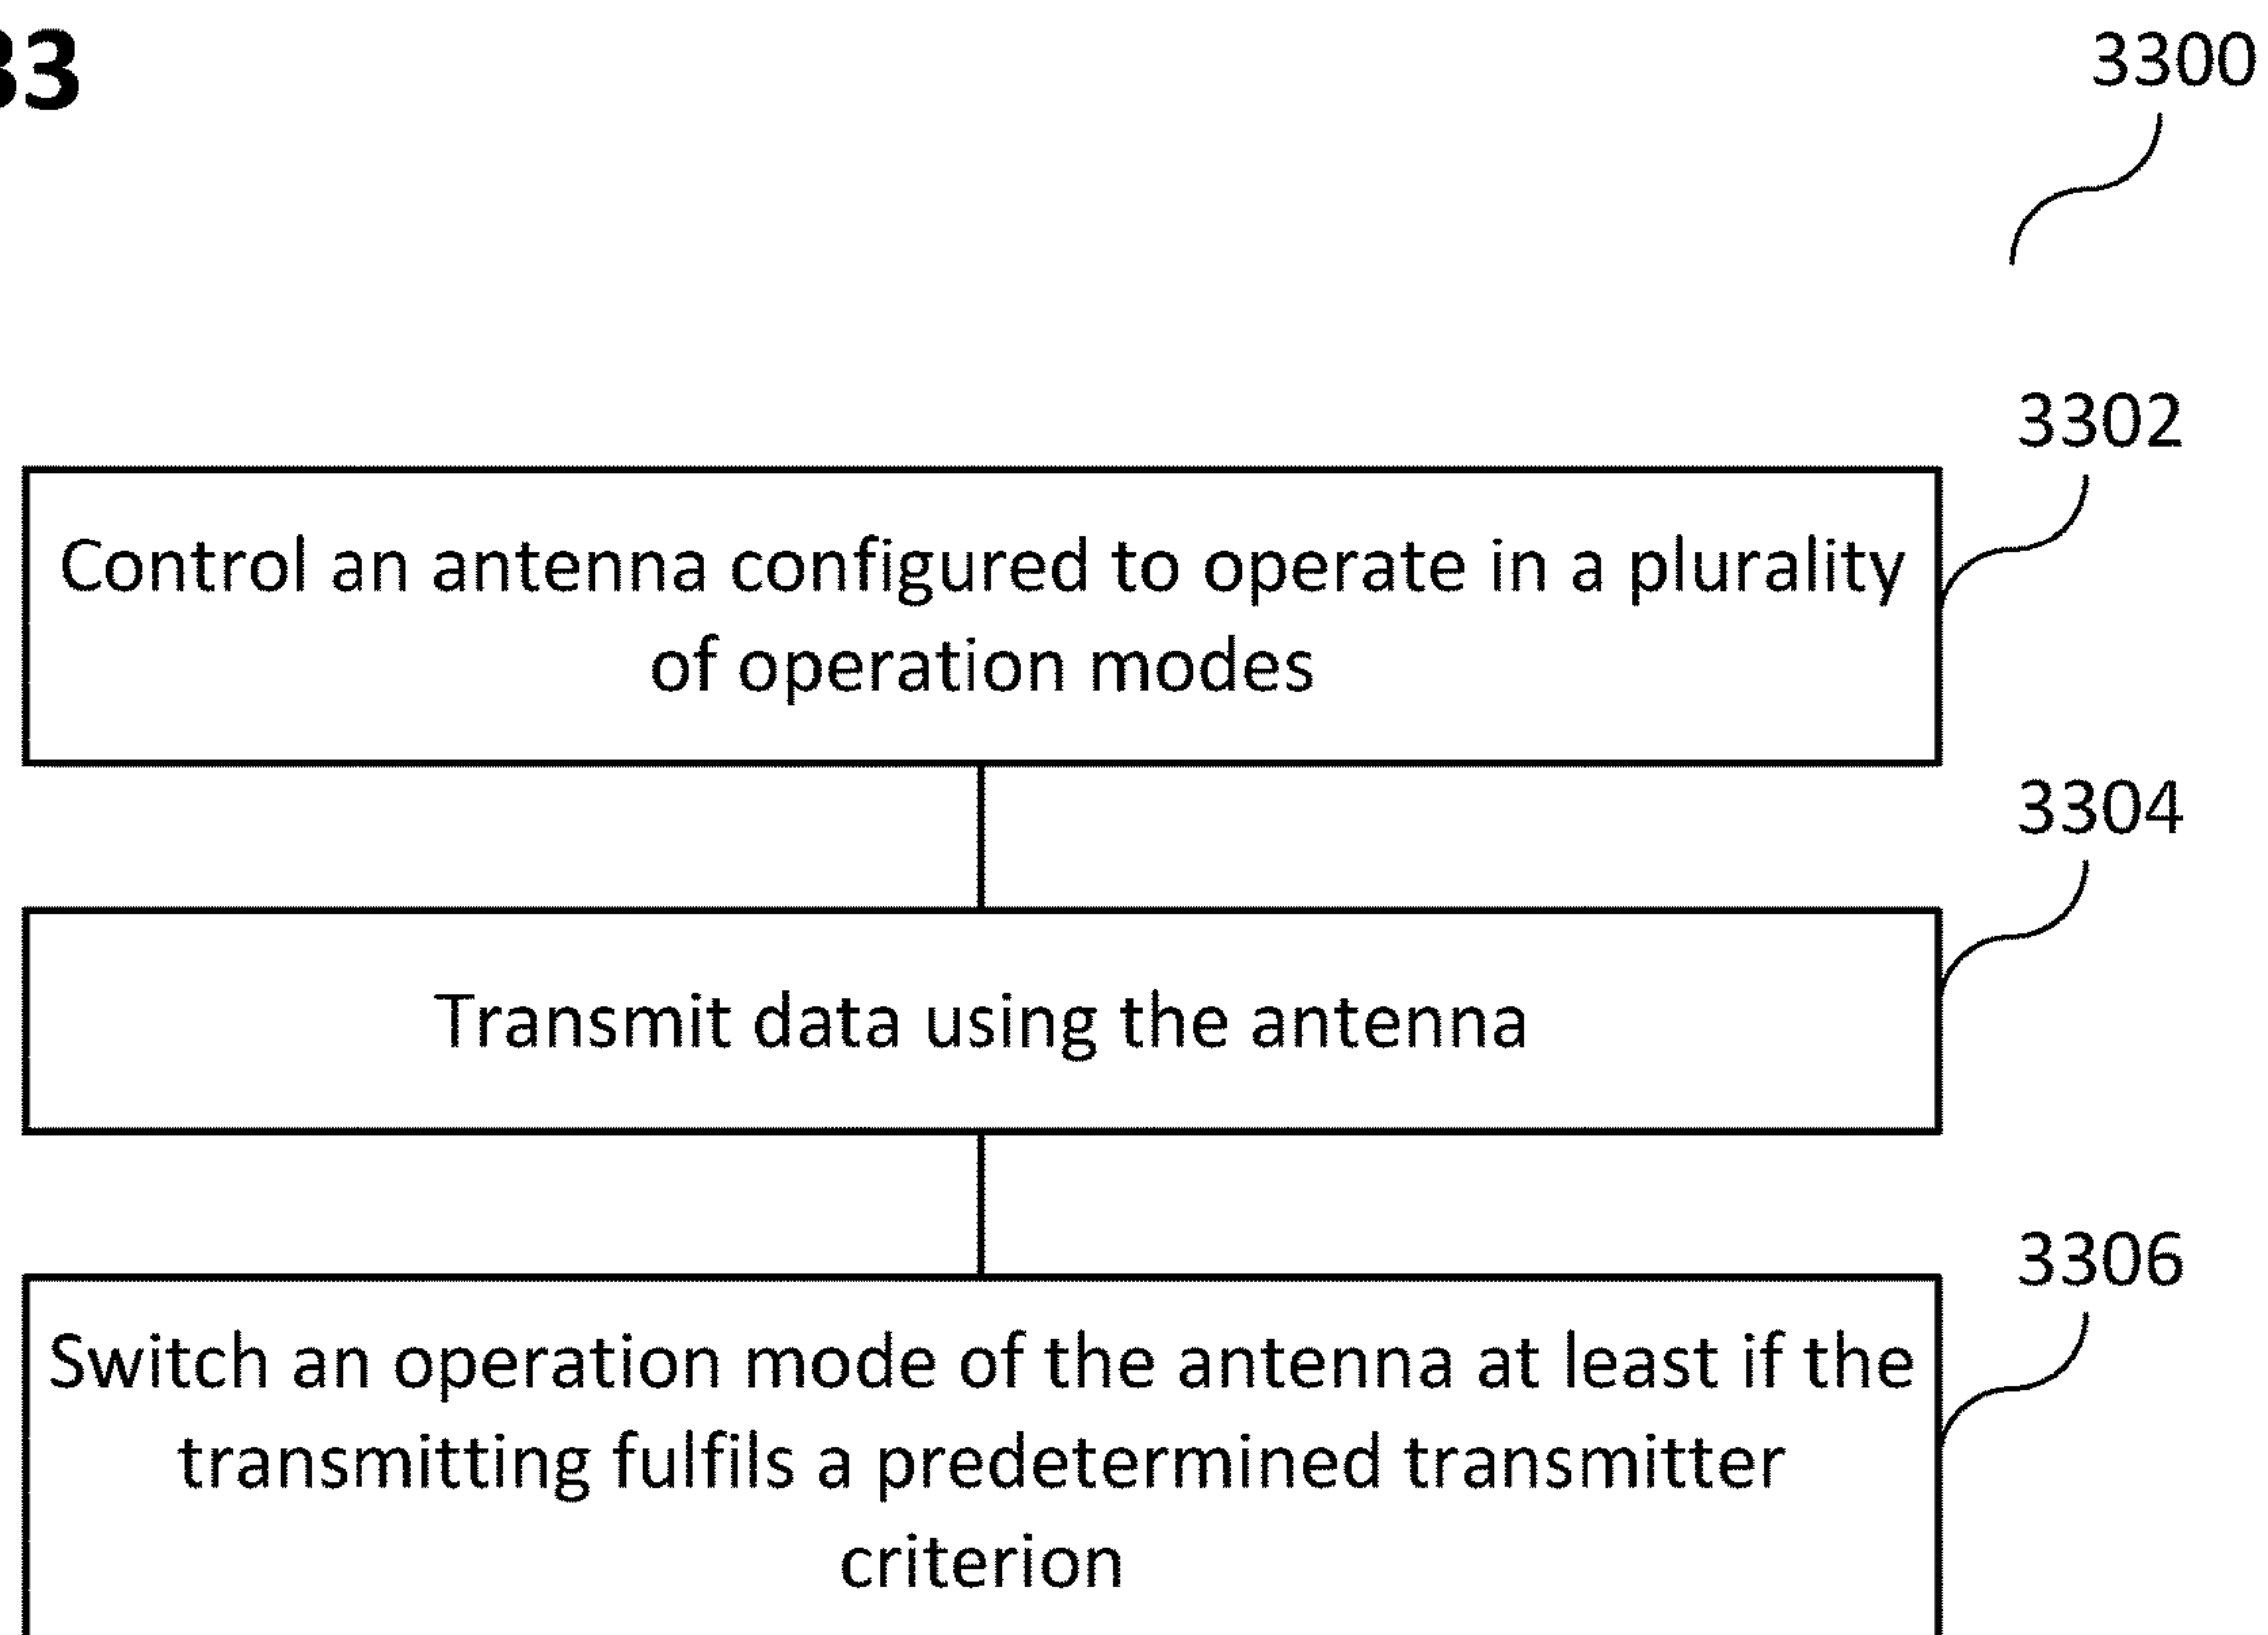 33
3300
3302
Control an antenna configured to operate in a plurality
of operation modes
3304
Transmit data using the antenna
3306
Switch an operation mode of the antenna at least if the
transmitting fulfils a predetermined transmitter
criterion